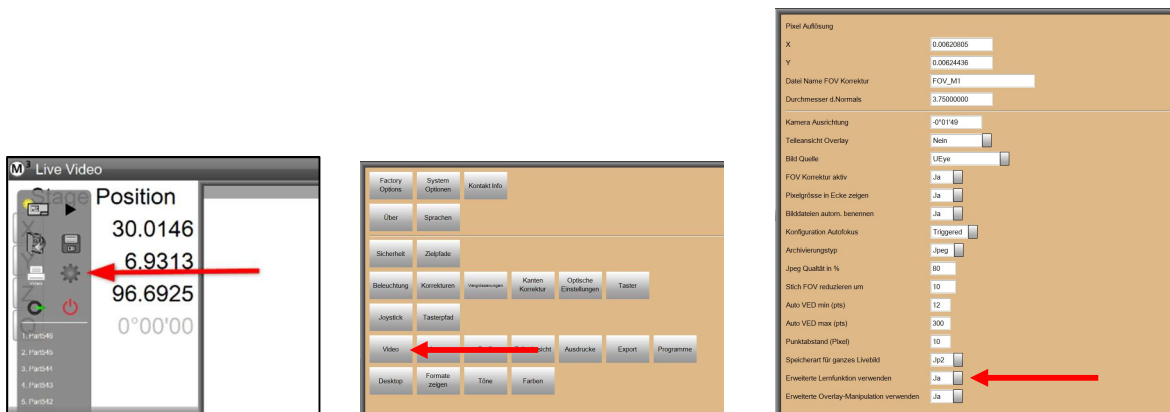 M3 Live Video
Stage Position
X 30.0146
Y 6.9313
Z 96.6925
Q 0°00'00
1. Part546
2. Part545
3. Part544
4. Part543
5. Part542
Factory Options
System Optionen
Kontakt Info
Über
Sprachen
Sicherheit
Zielpfade
Beleuchtung
Korrekturen
Vergrösserungen
Kanten Korrektur
Optische Einstellungen
Taster
Joystick
Tasterpfad
Video
Ausdrucke
Export
Programme
Desktop
Formate zeigen
Töne
Farben
Pixel Auflösung
X 0.00620805
Y 0.00624436
Datei Name FOV Korrektur FOV_M1
Durchmesser d.Normals 3.75000000
Kamera Ausrichtung -0°01'49
Teileansicht Overlay Nein
Bild Quelle UEye
FOV Korrektur aktiv Ja
Pixelgrösse in Ecke zeigen Ja
Bilddateien autom. benennen Ja
Konfiguration Autofokus Triggered
Archivierungstyp Jpeg
Jpeg Qualtät in % 80
Stich FOV reduzieren um 10
Auto VED min (pts) 12
Auto VED max (pts) 300
Punktabstand (Pixel) 10
Speicherart für ganzes Livebild Jp2
Erweiterte Lernfunktion verwenden Ja
Erweiterte Overlay-Manipulation verwenden Ja